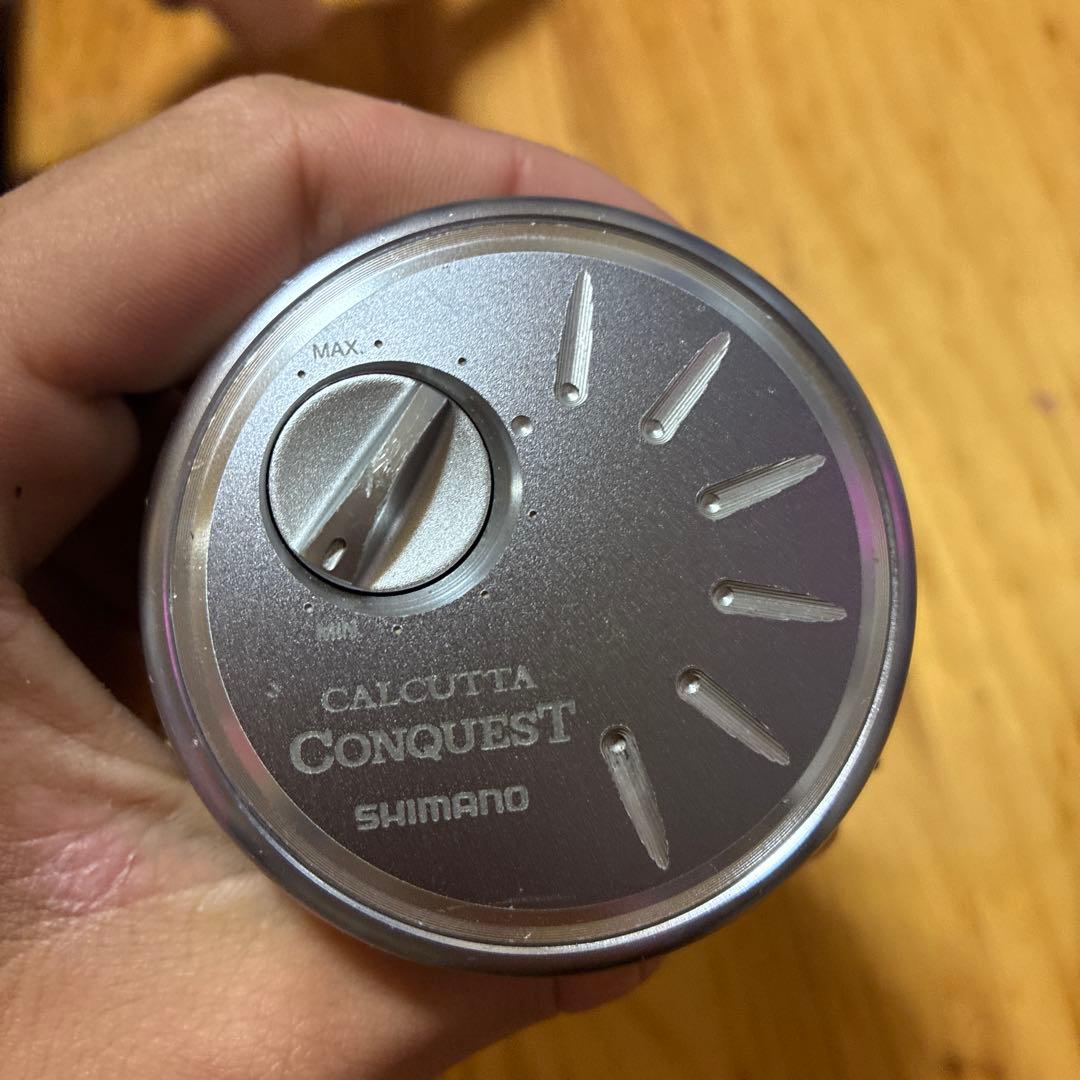 MAX.
MIN.
CALCUTTA
CONQUEST
SHIMANO